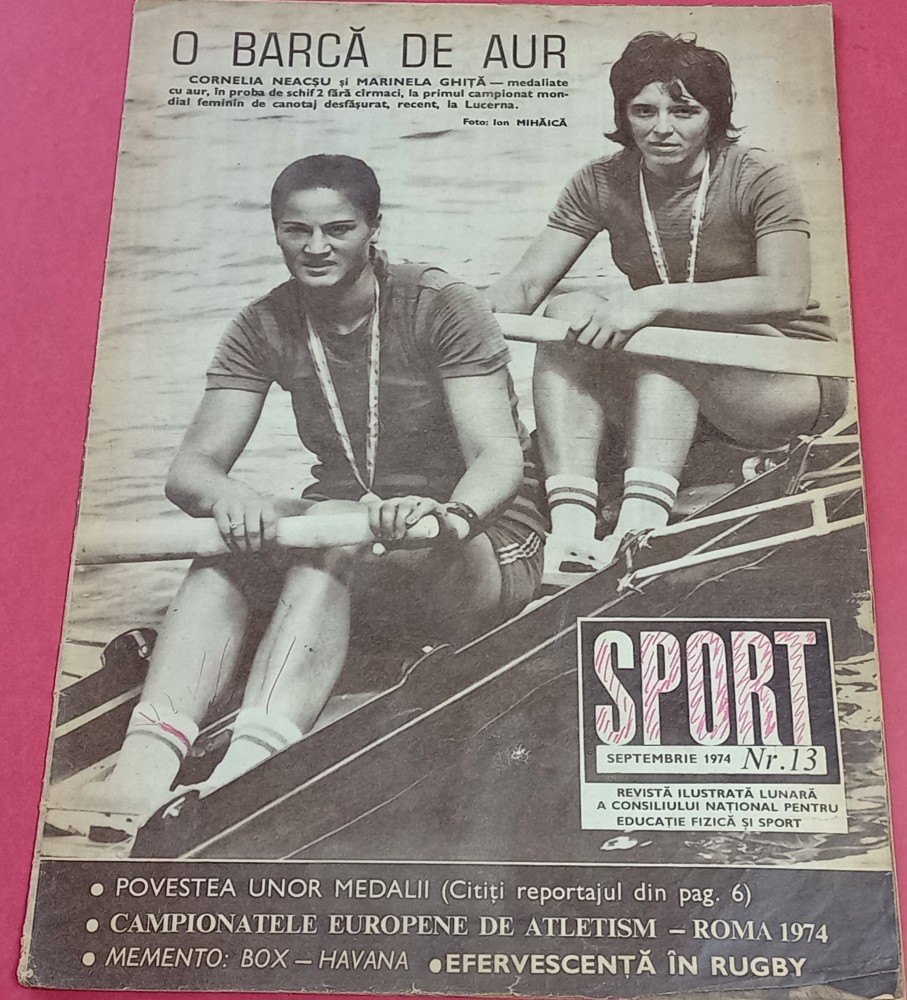 O BARCĂ DE AUR
CORNELIA NEACȘU și MARINELA GHIȚĂ — medaliate
cu aur, în proba de schif 2 fără cîrmaci, la primul campionat mon-
dial feminin de canotaj desfășurat, recent, la Lucerna.
Foto: Ion MIHĂICĂ
SPORT
SEPTEMBRIE 1974 Nr.13
REVISTĂ ILUSTRATĂ LUNARĂ
A CONSILIULUI NAȚIONAL PENTRU
EDUCAȚIE FIZICĂ ȘI SPORT
● POVESTEA UNOR MEDALII (Citiți reportajul din pag. 6)
● CAMPIONATELE EUROPENE DE ATLETISM – ROMA 1974
● MEMENTO: BOX – HAVANA ● EFERVESCENȚĂ ÎN RUGBY